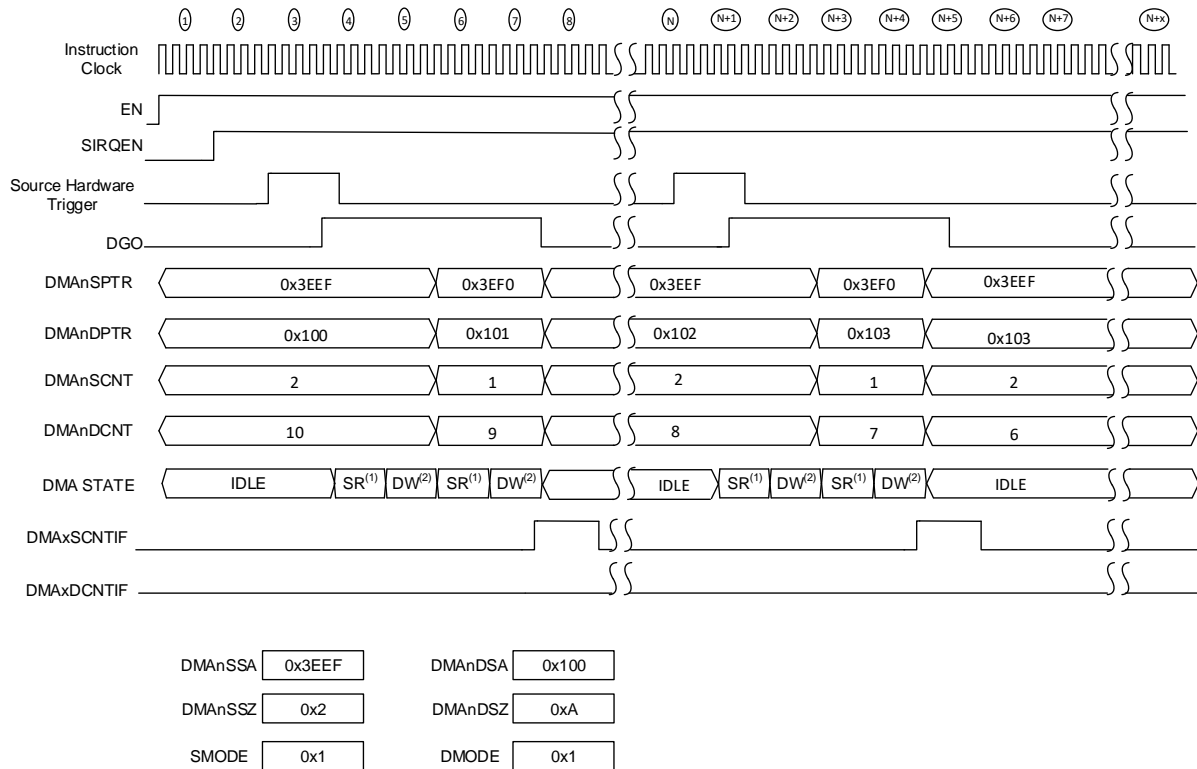 1 2 3 4 5 6 7 8 N N+1 N+2 N+3 N+4 N+5 N+6 N+7 N+x
Instruction
Clock
EN
SIRQEN
Source Hardware
Trigger
DGO
DMAnSPTR 0x3EEF 0x3EF0 0x3EEF 0x3EF0 0x3EEF
DMAnDPTR 0x100 0x101 0x102 0x103 0x103
DMAnSCNT 2 1 2 1 2
DMAnDCNT 10 9 8 7 6
DMA STATE IDLE SR(1) DW(2) SR(1) DW(2) IDLE SR(1) DW(2) SR(1) DW(2) IDLE
DMAxSCNTIF
DMAxDCNTIF
DMAnSSA 0x3EEF DMAnDSA 0x100
DMAnSSZ 0x2 DMAnDSZ 0xA
SMODE 0x1 DMODE 0x1